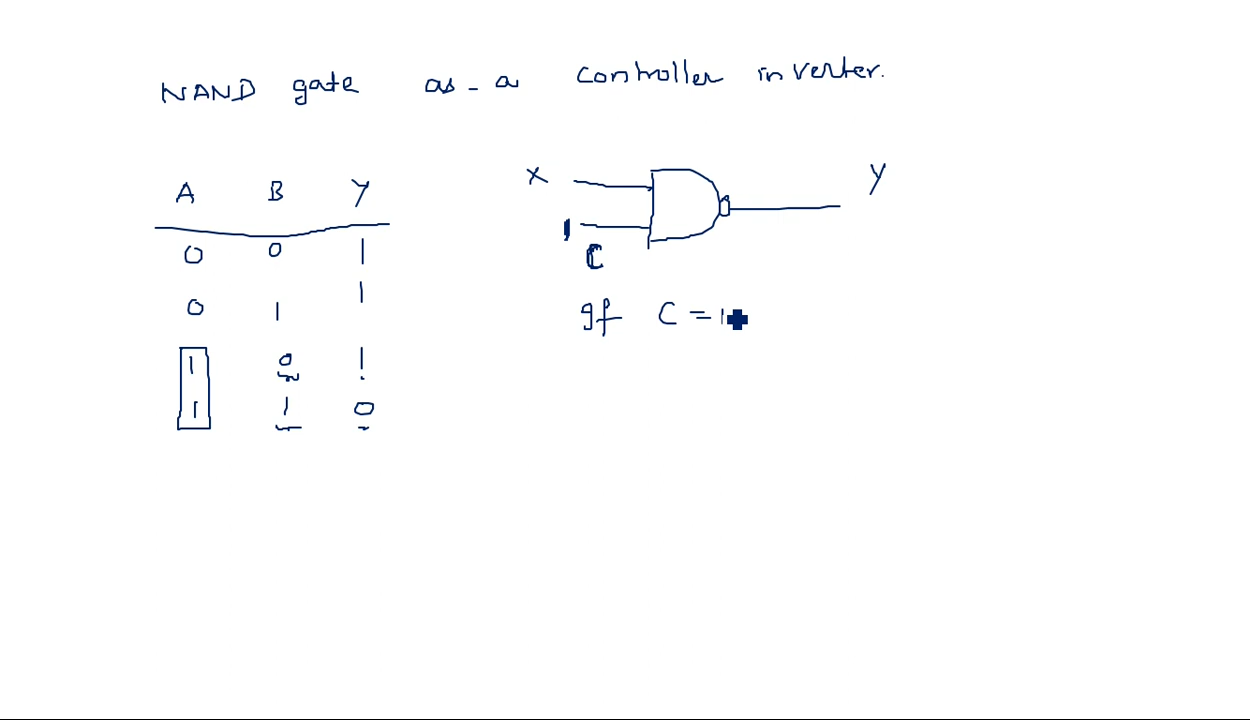 NAND gate as-a controller inverter.
A B Y
0 0 1
0 1 1
1 0 1
1 1 0
X Y
1
C
If C = 1